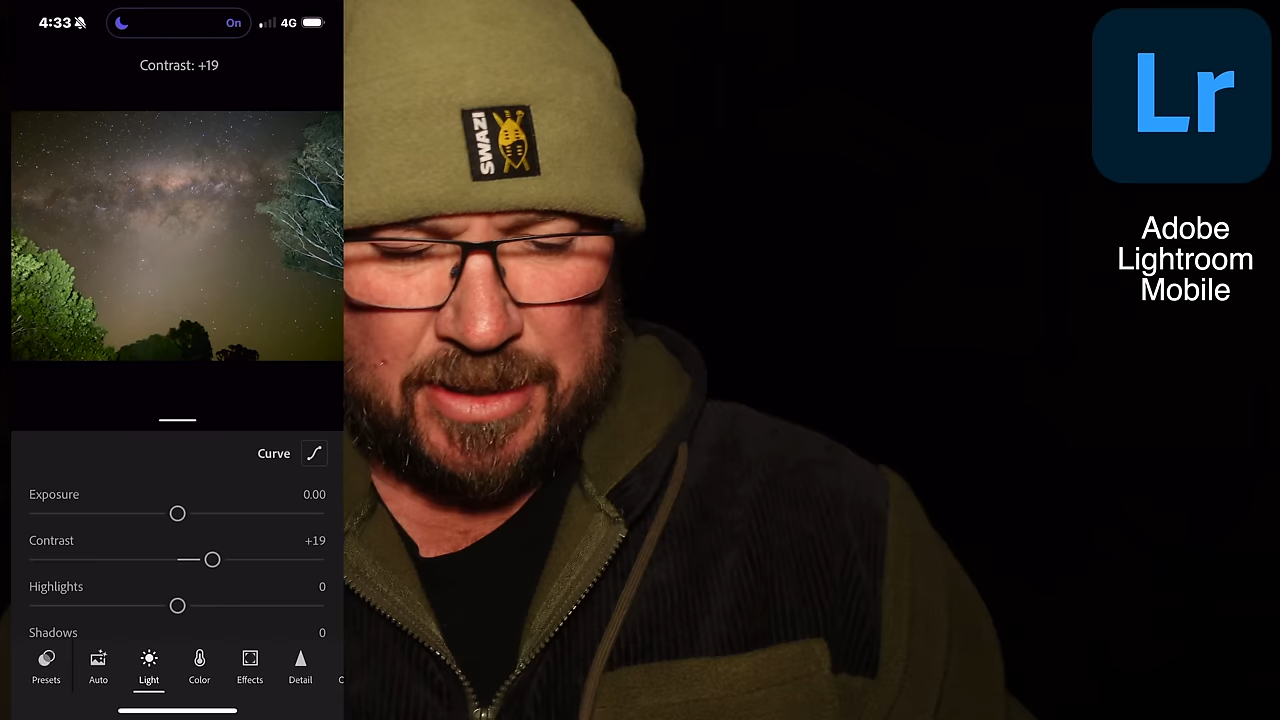 4:33
On
4G
Contrast: +19
Curve
Exposure 0.00
Contrast +19
Highlights 0
Shadows 0
Presets
Auto
Light
Color
Effects
Detail
SWAZI
Lr
Adobe
Lightroom
Mobile